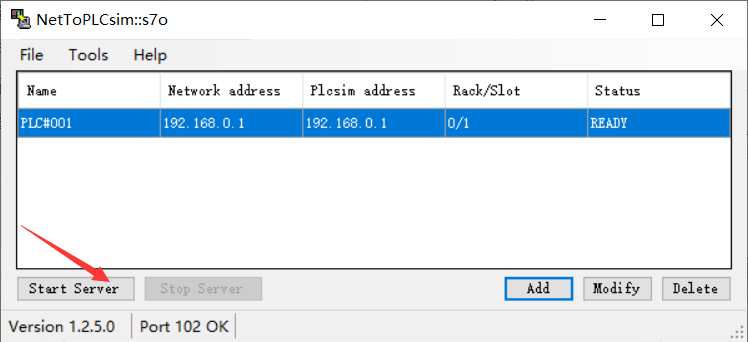 NetToPLCsim::s7o
File Tools Help
Name Network address Plcsim address Rack/Slot Status
PLC#001 192.168.0.1 192.168.0.1 0/1 READY
Start Server Stop Server Add Modify Delete
Version 1.2.5.0 Port 102 OK